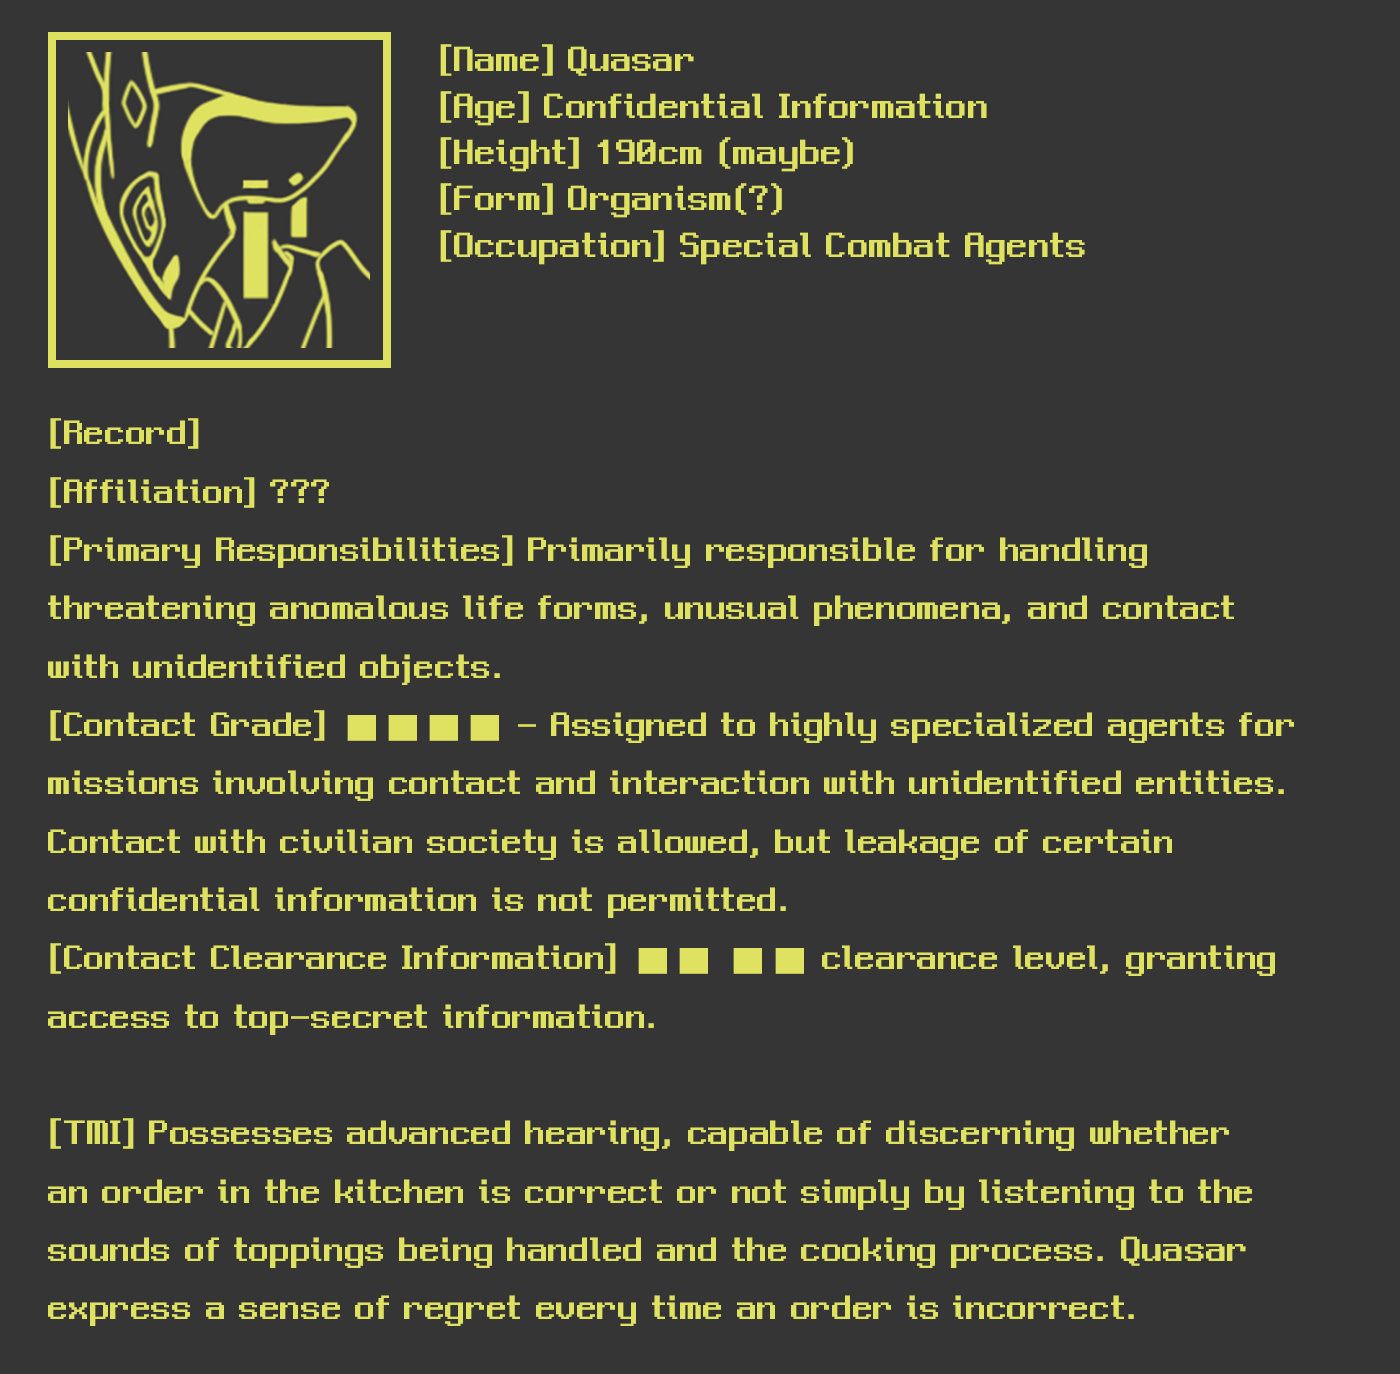 [Name] Quasar
[Age] Confidential Information
[Height] 190cm (maybe)
[Form] Organism(?)
[Occupation] Special Combat Agents
[Record]
[Affiliation] ???
[Primary Responsibilities] Primarily responsible for handling
threatening anomalous life forms, unusual phenomena, and contact
with unidentified objects.
[Contact Grade] ■■■■ - Assigned to highly specialized agents for
missions involving contact and interaction with unidentified entities.
Contact with civilian society is allowed, but leakage of certain
confidential information is not permitted.
[Contact Clearance Information] ■■ ■■ clearance level, granting
access to top-secret information.
[TMI] Possesses advanced hearing, capable of discerning whether
an order in the kitchen is correct or not simply by listening to the
sounds of toppings being handled and the cooking process. Quasar
express a sense of regret every time an order is incorrect.